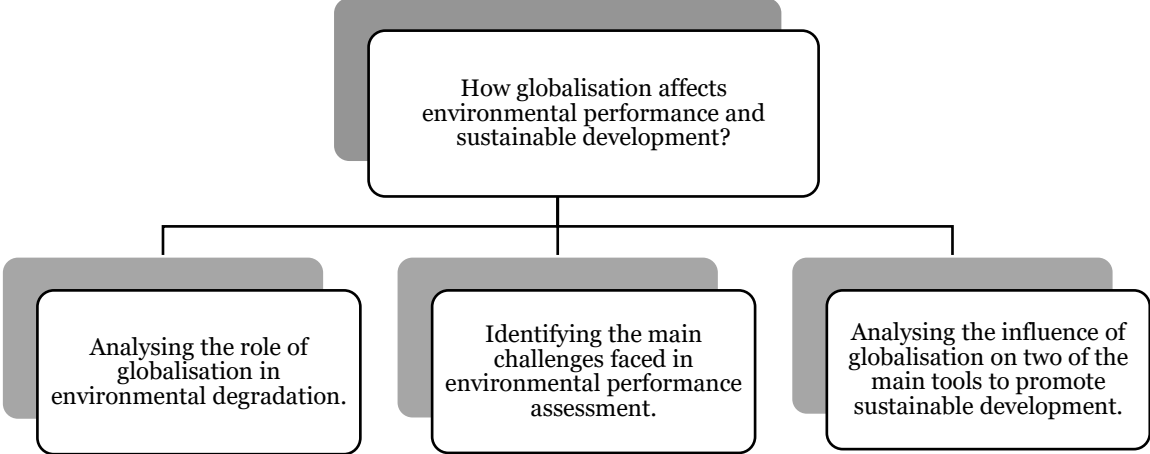 How globalisation affects
environmental performance and
sustainable development?
Analysing the role of
globalisation in
environmental degradation.
Identifying the main
challenges faced in
environmental performance
assessment.
Analysing the influence of
globalisation on two of the
main tools to promote
sustainable development.